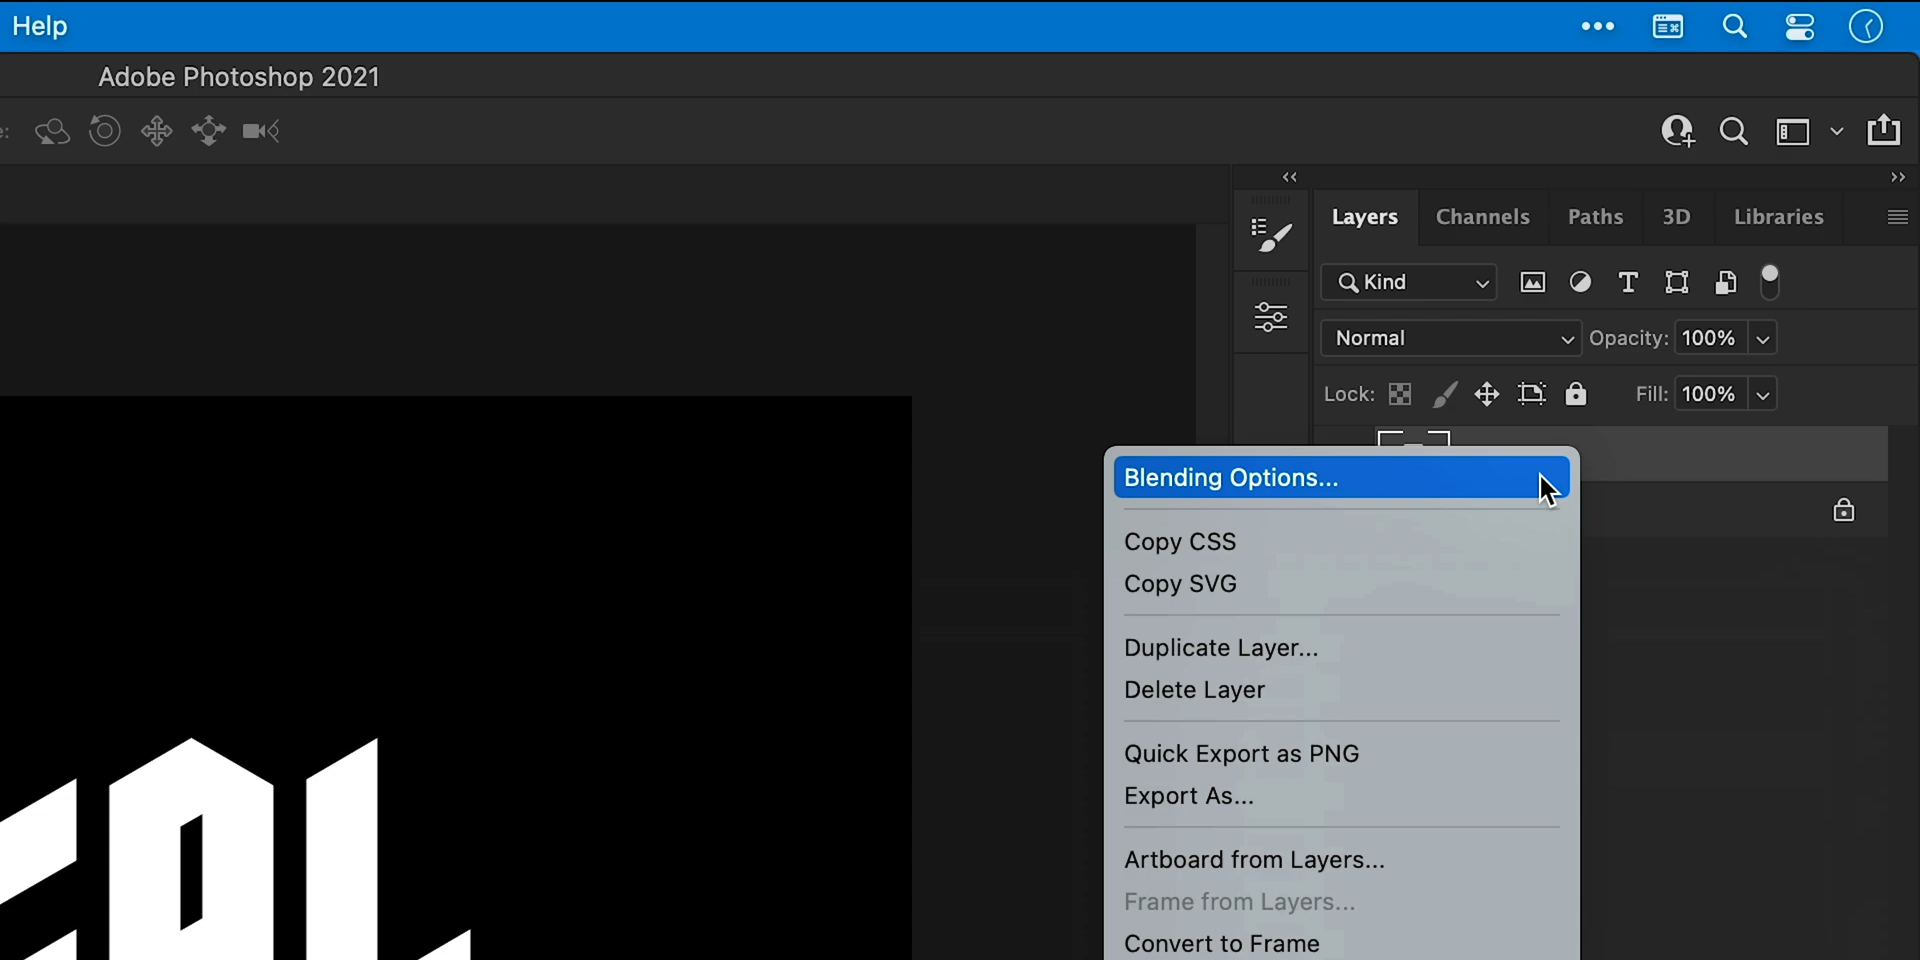 Help
Adobe Photoshop 2021
Layers Channels Paths 3D Libraries
Kind
Normal Opacity: 100%
Lock: Fill: 100%
Blending Options...
Copy CSS
Copy SVG
Duplicate Layer...
Delete Layer
Quick Export as PNG
Export As...
Artboard from Layers...
Frame from Layers...
Convert to Frame